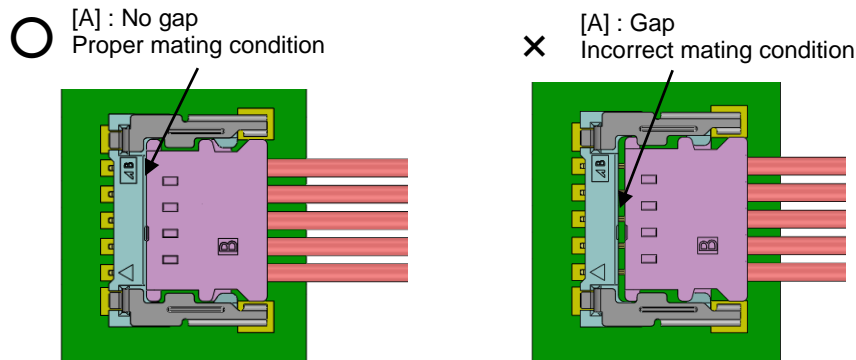 [A] : No gap
Proper mating condition
[A] : Gap
Incorrect mating condition
B
B